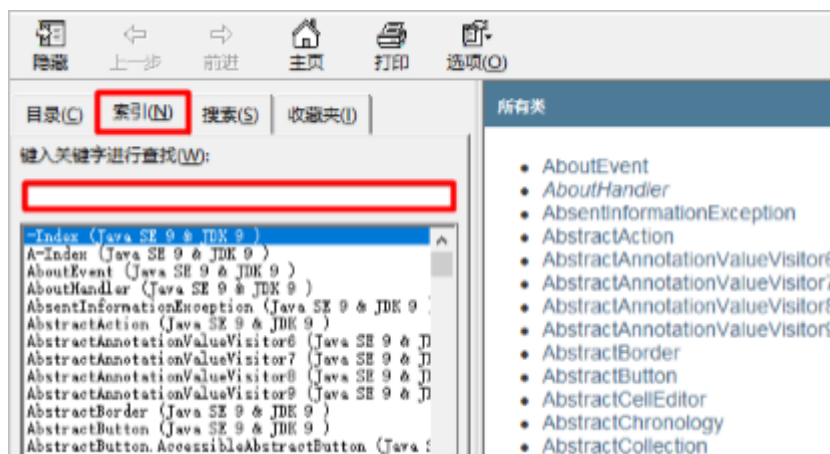 隐藏 上一步 前进 主页 打印 选项(O)
目录(C) 索引(N) 搜索(S) 收藏夹(I)
键入关键字进行查找(W):
-Index (Java SE 9 & JDK 9 )
A-Index (Java SE 9 & JDK 9 )
AboutEvent (Java SE 9 & JDK 9 )
AboutHandler (Java SE 9 & JDK 9 )
AbsentInformationException (Java SE 9 & JDK 9
AbstractAction (Java SE 9 & JDK 9 )
AbstractAnnotationValueVisitor6 (Java SE 9 & 
AbstractAnnotationValueVisitor7 (Java SE 9 & 
AbstractAnnotationValueVisitor8 (Java SE 9 & 
AbstractAnnotationValueVisitor9 (Java SE 9 & 
AbstractBorder (Java SE 9 & JDK 9 )
AbstractButton (Java SE 9 & JDK 9 )
AbstractButton.AccessibleAbstractButton (Java
所有类
AboutEvent
AboutHandler
AbsentInformationException
AbstractAction
AbstractAnnotationValueVisitor6
AbstractAnnotationValueVisitor7
AbstractAnnotationValueVisitor8
AbstractAnnotationValueVisitor9
AbstractBorder
AbstractButton
AbstractCellEditor
AbstractChronology
AbstractCollection